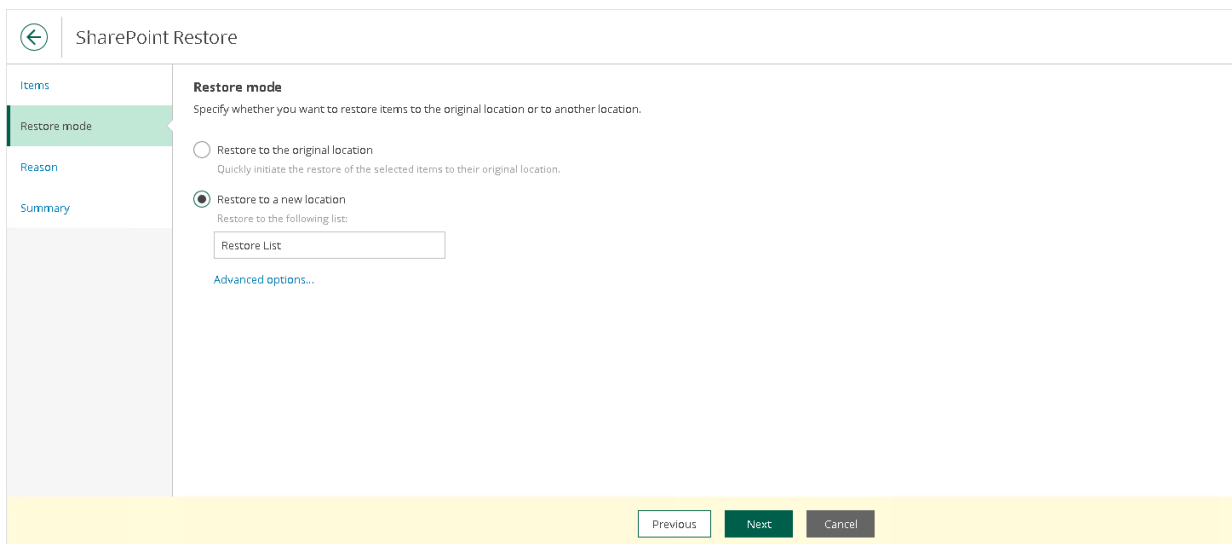 SharePoint Restore
Items
Restore mode
Reason
Summary
Restore mode
Specify whether you want to restore items to the original location or to another location.
Restore to the original location
Quickly initiate the restore of the selected items to their original location.
Restore to a new location
Restore to the following list:
Restore List
Advanced options...
Previous
Next
Cancel